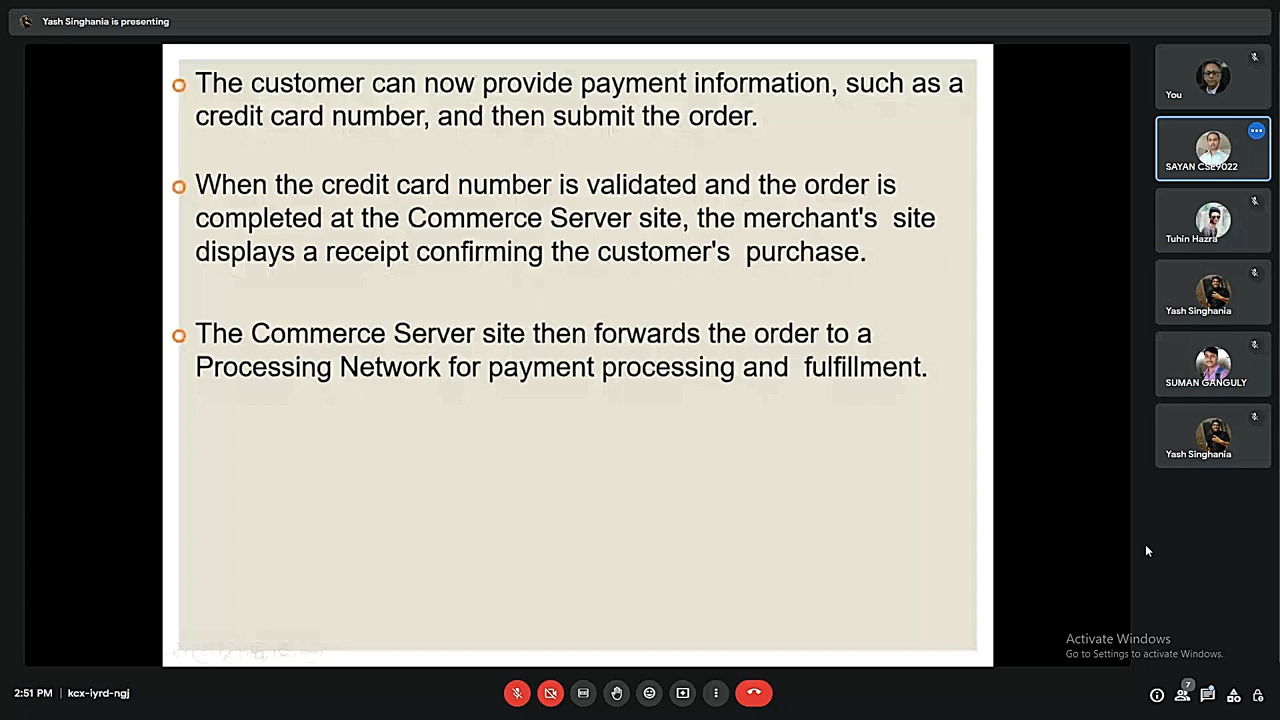 Yash Singhania is presenting
The customer can now provide payment information, such as a
credit card number, and then submit the order.
When the credit card number is validated and the order is
completed at the Commerce Server site, the merchant's site
displays a receipt confirming the customer's purchase.
The Commerce Server site then forwards the order to a
Processing Network for payment processing and fulfillment.
You
SAYAN CSE9022
Tuhin Hazra
Yash Singhania
SUMAN GANGULY
Yash Singhania
Activate Windows
Go to Settings to activate Windows.
2:51 PM | kcx-iyrd-ngj
7